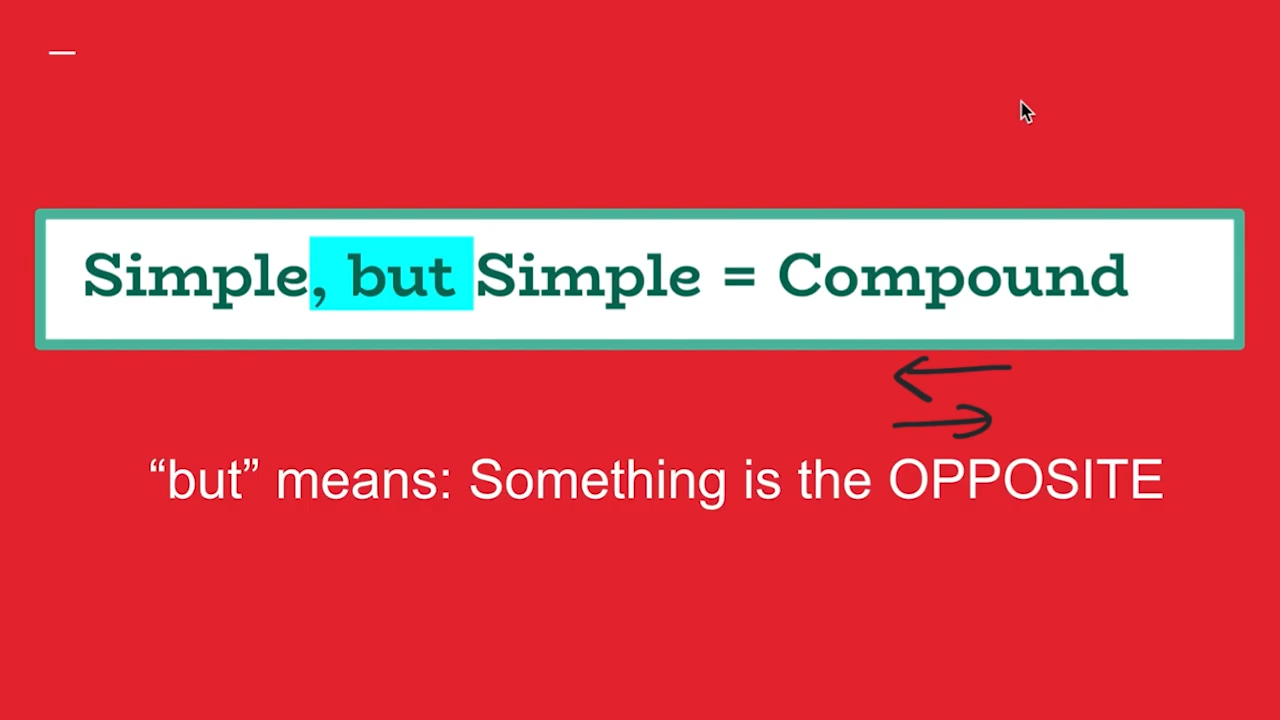 Simple, but Simple = Compound
“but” means: Something is the OPPOSITE